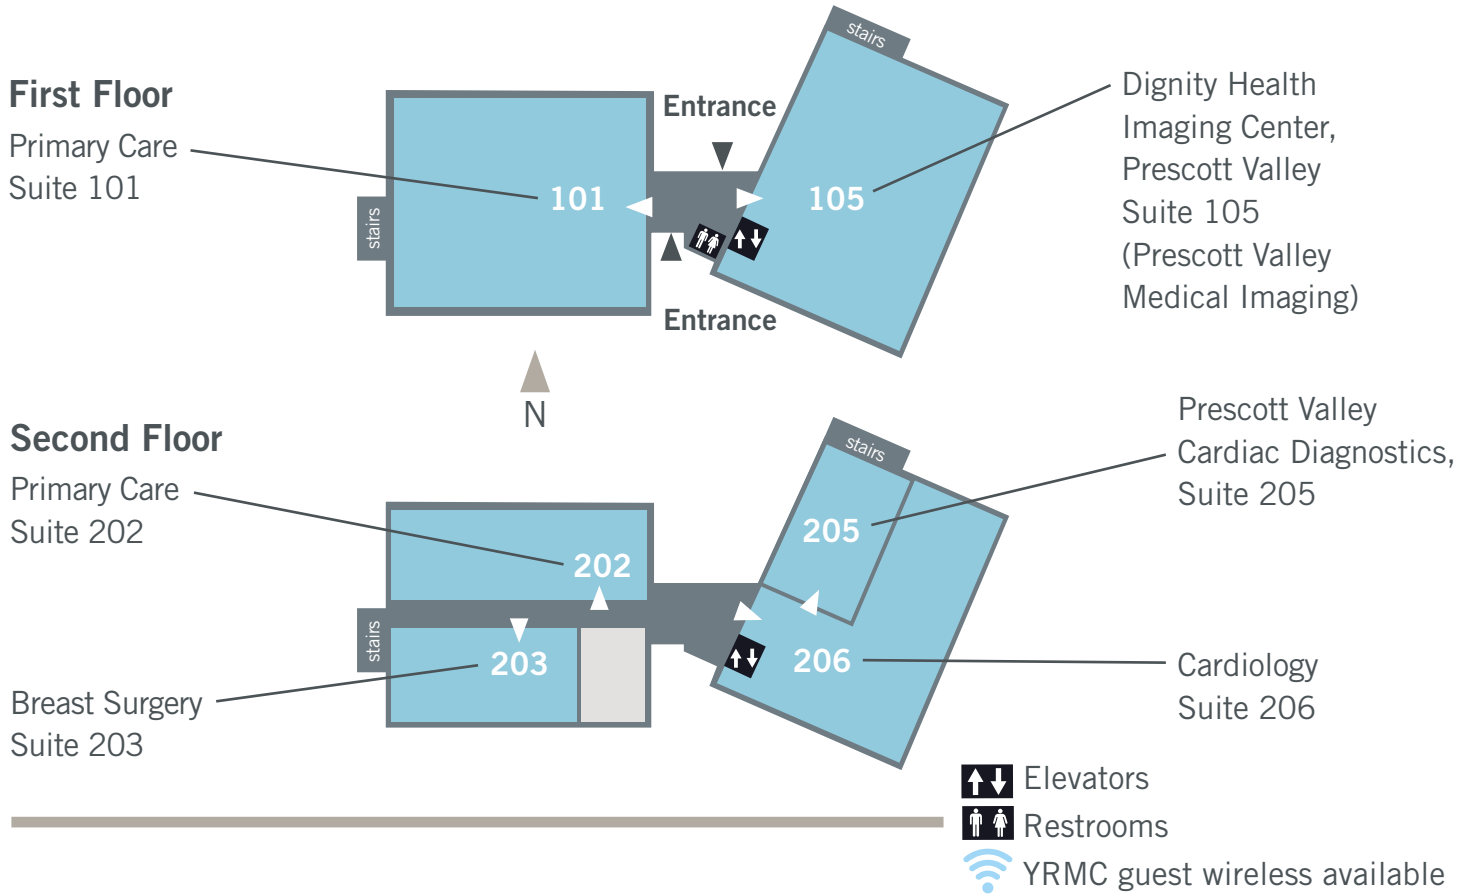 First Floor
Primary Care
Suite 101
stairs
101
Entrance
Entrance
stairs
105
Dignity Health
Imaging Center,
Prescott Valley
Suite 105
(Prescott Valley
Medical Imaging)
N
Second Floor
Primary Care
Suite 202
Breast Surgery
Suite 203
stairs
202
203
stairs
205
206
Prescott Valley
Cardiac Diagnostics,
Suite 205
Cardiology
Suite 206
Elevators
Restrooms
YRMC guest wireless available